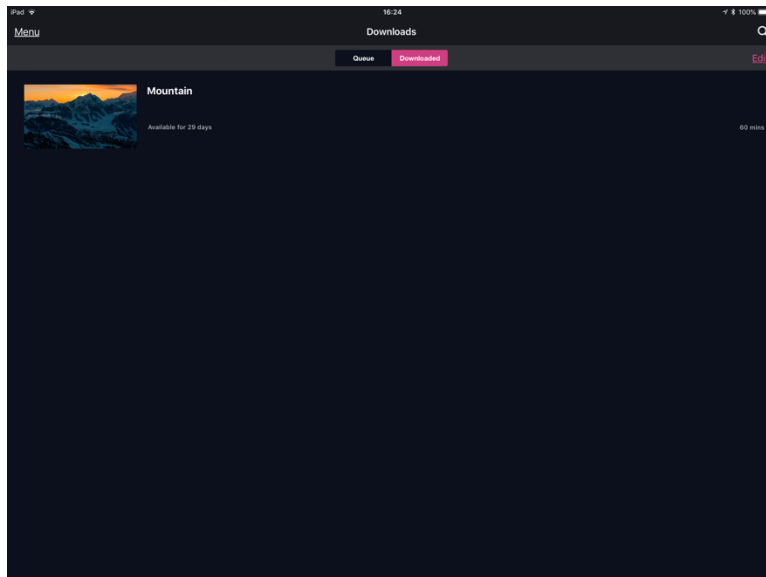 iPad 16:24 100%
Menu Downloads
Queue Downloaded Edi
Mountain
Available for 29 days 60 mins